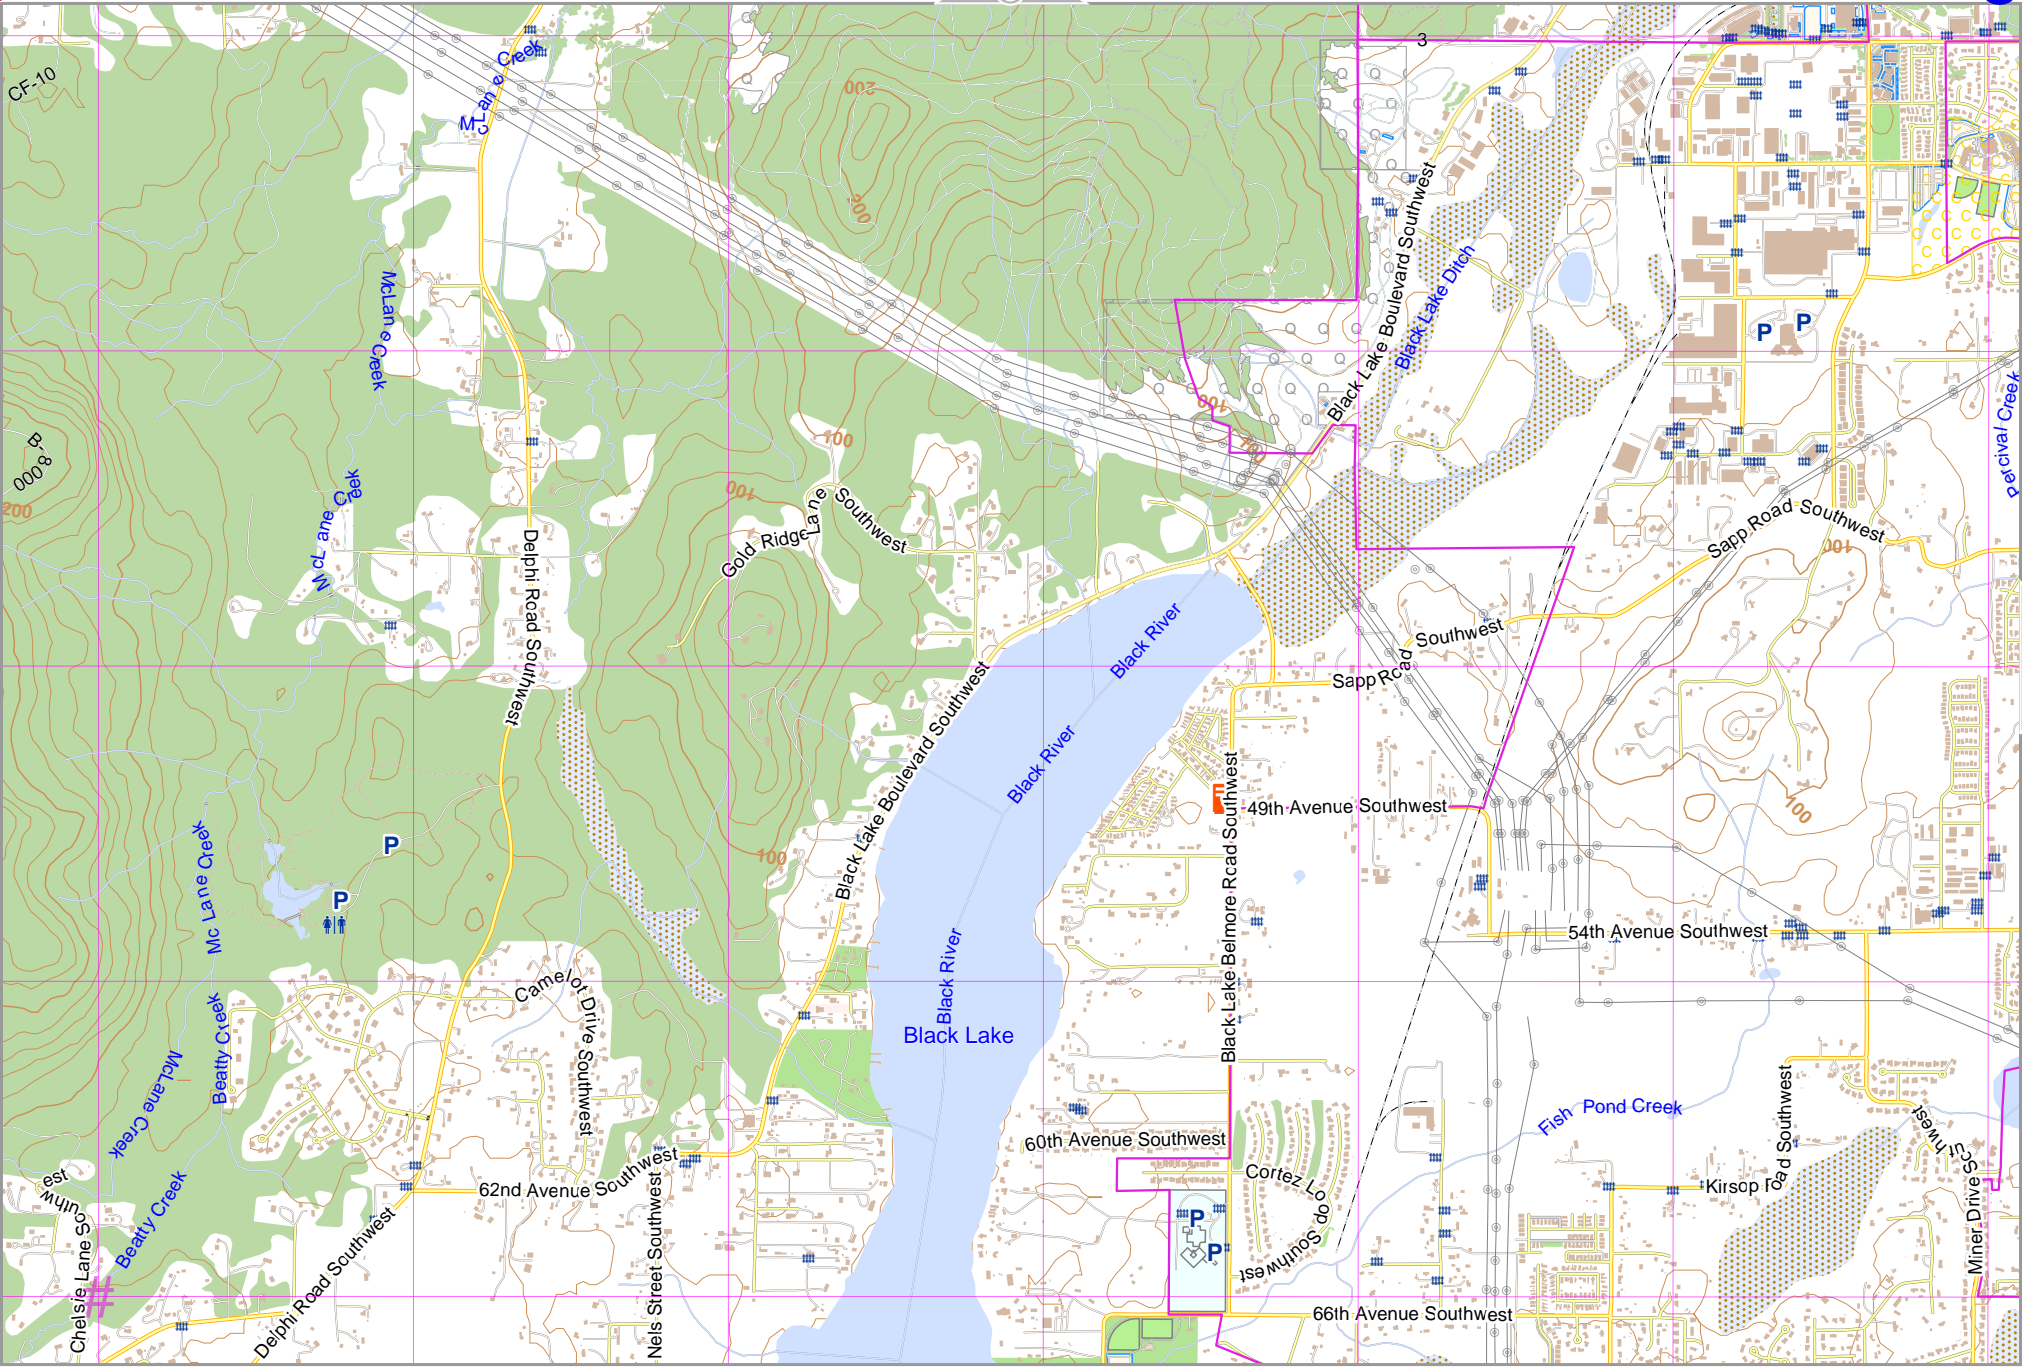 3
CF-10
McLane Creek
200
200
Black Lake Boulevard Southwest
Black Lake Ditch
McLane Creek
P
P
Percival Creek
100
100
100
B-8000
200
McLane Creek
100
Gold Ridge Lane Southwest
Sapp Road Southwest
100
Delphi Road Southwest
Black River
Sapp Road Southwest
Black River
Black Lake Boulevard Southwest
Black Lake Belmore Road Southwest
49th Avenue Southwest
100
100
P
P
Mc Lane Creek
54th Avenue Southwest
Black River
Black Lake
Camelot Drive Southwest
Beatty Creek
McLane Creek
Fish Pond Creek
60th Avenue Southwest
62nd Avenue Southwest
Cortez Loop Southwest
Kirsop Road Southwest
Miner Drive Southwest
Beatty Creek
Chelsie Lane Southwest
Delphi Road Southwest
Nels Street Southwest
P
P
66th Avenue Southwest